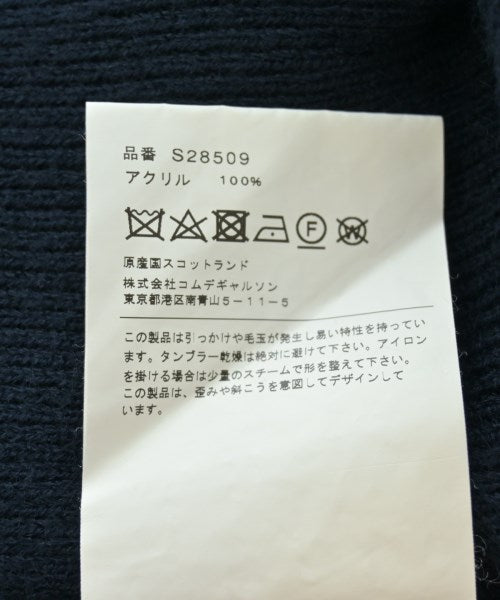 品番 S28509
アクリル 100%
F W
原産国スコットランド
株式会社コムデギャルソン
東京都港区南青山5-11-5
この製品は引っかけや毛玉が発生し易い特性を持ってい
ます。タンブラー乾燥は絶対に避けて下さい。アイロン
を掛ける場合は少量のスチームで形を整えて下さい。
この製品は、歪みや斜こうを意図してデザインして
います。